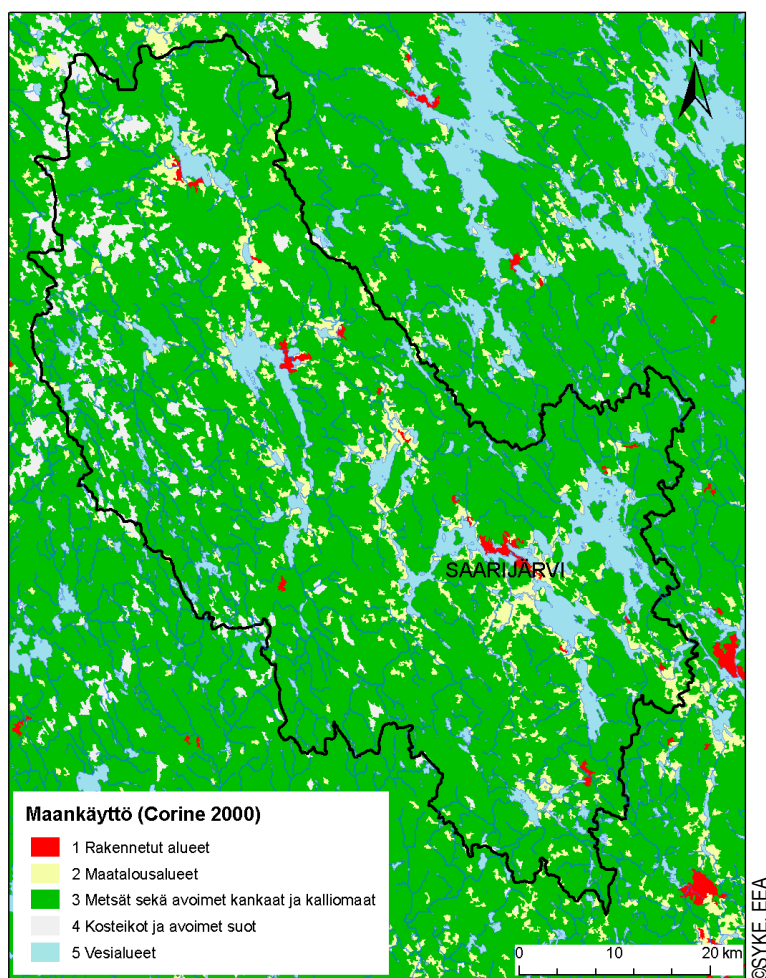 N
SAARIJÄRVI
Maankäyttö (Corine 2000)
1 Rakennetut alueet
2 Maatalousalueet
3 Metsät sekä avoimet kankaat ja kalliomaat
4 Kosteikot ja avoimet suot
5 Vesialueet
0 10 20 km
©SYKE, EEA